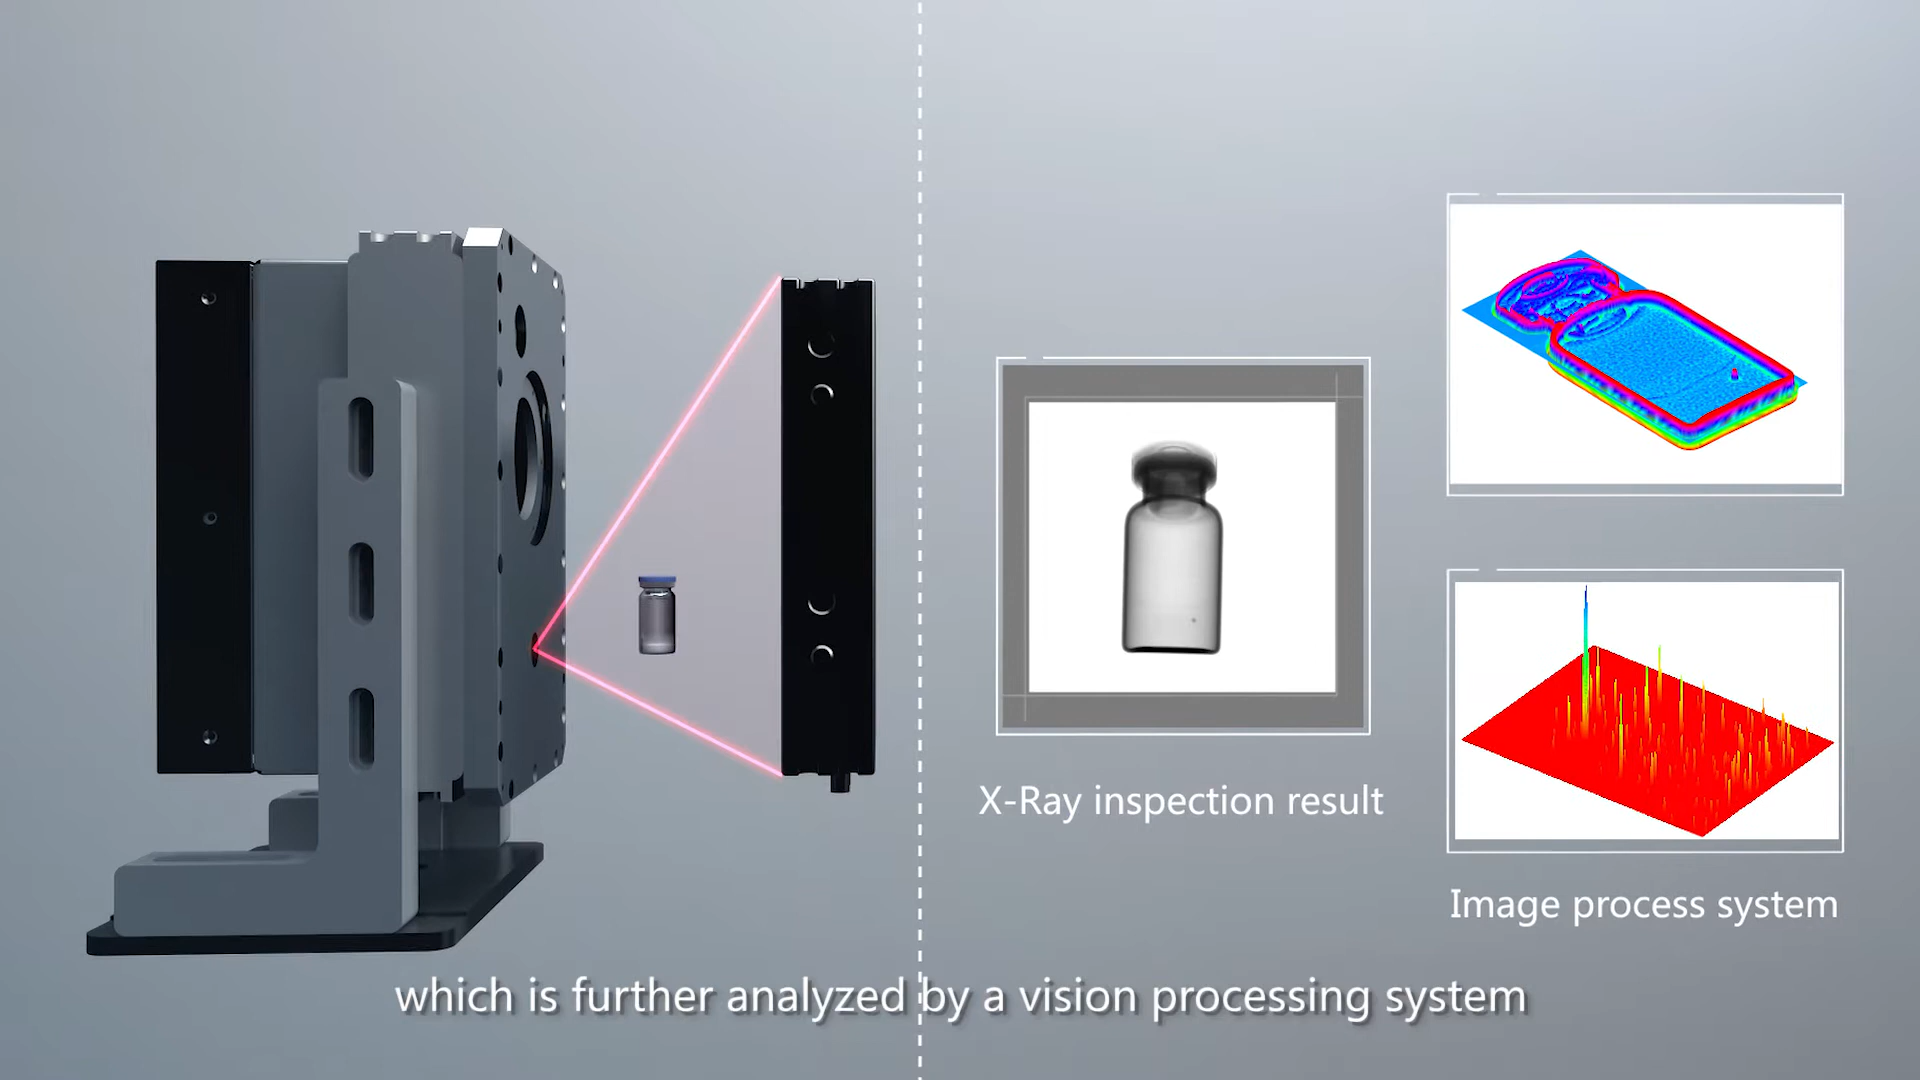 X-Ray inspection result
Image process system
which is further analyzed by a vision processing system